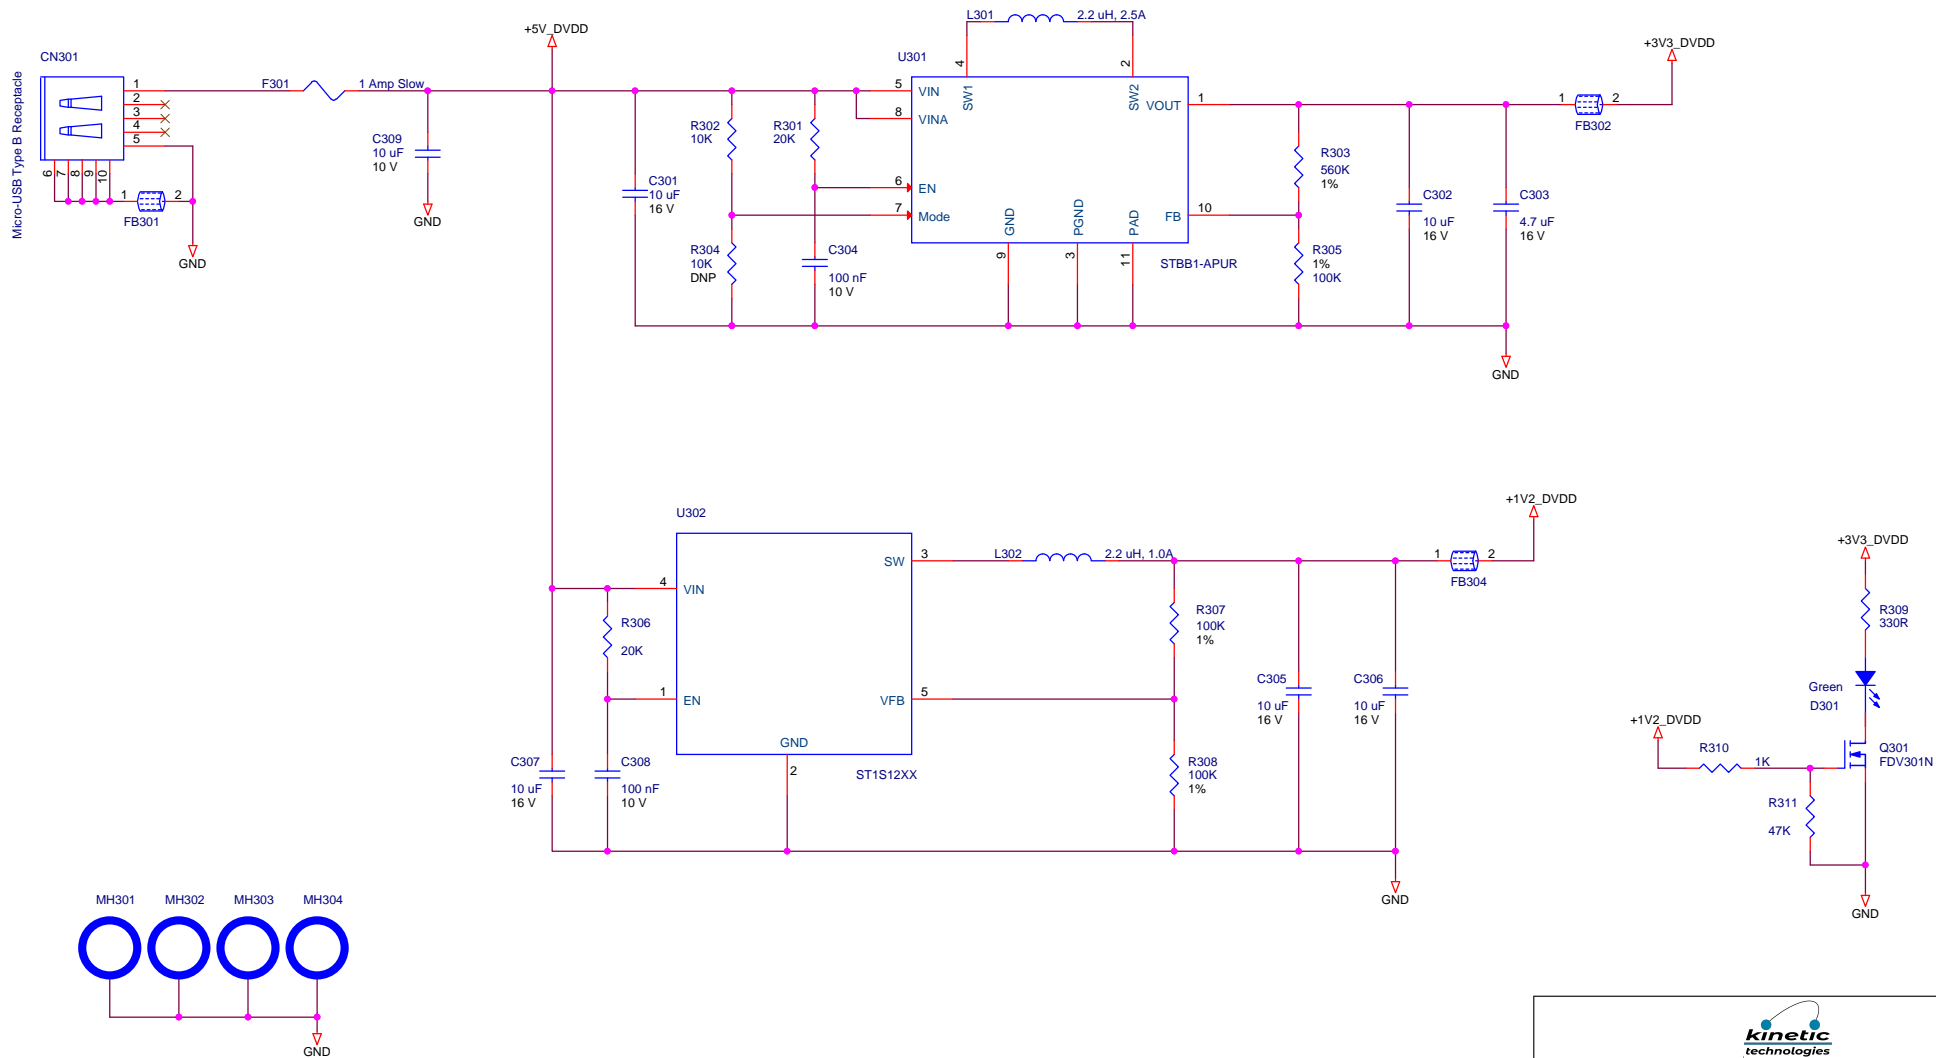 +5V_DVDD
L301
2.2 uH, 2.5A
+3V3_DVDD
CN301
Micro-USB Type B Receptacle
1
2
3
4
5
6
7
8
9
10
F301
1 Amp Slow
C309
10 uF
10 V
GND
1
2
FB301
GND
U301
4
2
SW1
SW2
5
VIN
8
VINA
6
EN
7
Mode
VOUT
1
FB
10
GND
PGND
PAD
9
3
11
STBB1-APUR
R302
10K
R301
20K
C301
10 uF
16 V
R304
10K
DNP
C304
100 nF
10 V
R303
560K
1%
R305
1%
100K
C302
10 uF
16 V
C303
4.7 uF
16 V
1
2
FB302
GND
U302
4
VIN
1
EN
SW
3
VFB
5
GND
2
ST1S12XX
R306
20K
C307
10 uF
16 V
C308
100 nF
10 V
L302
2.2 uH, 1.0A
R307
100K
1%
R308
100K
1%
C305
10 uF
16 V
C306
10 uF
16 V
1
2
FB304
+1V2_DVDD
GND
+3V3_DVDD
R309
330R
Green
D301
+1V2_DVDD
R310
1K
Q301
FDV301N
R311
47K
GND
MH301
MH302
MH303
MH304
GND
kinetic
technologies